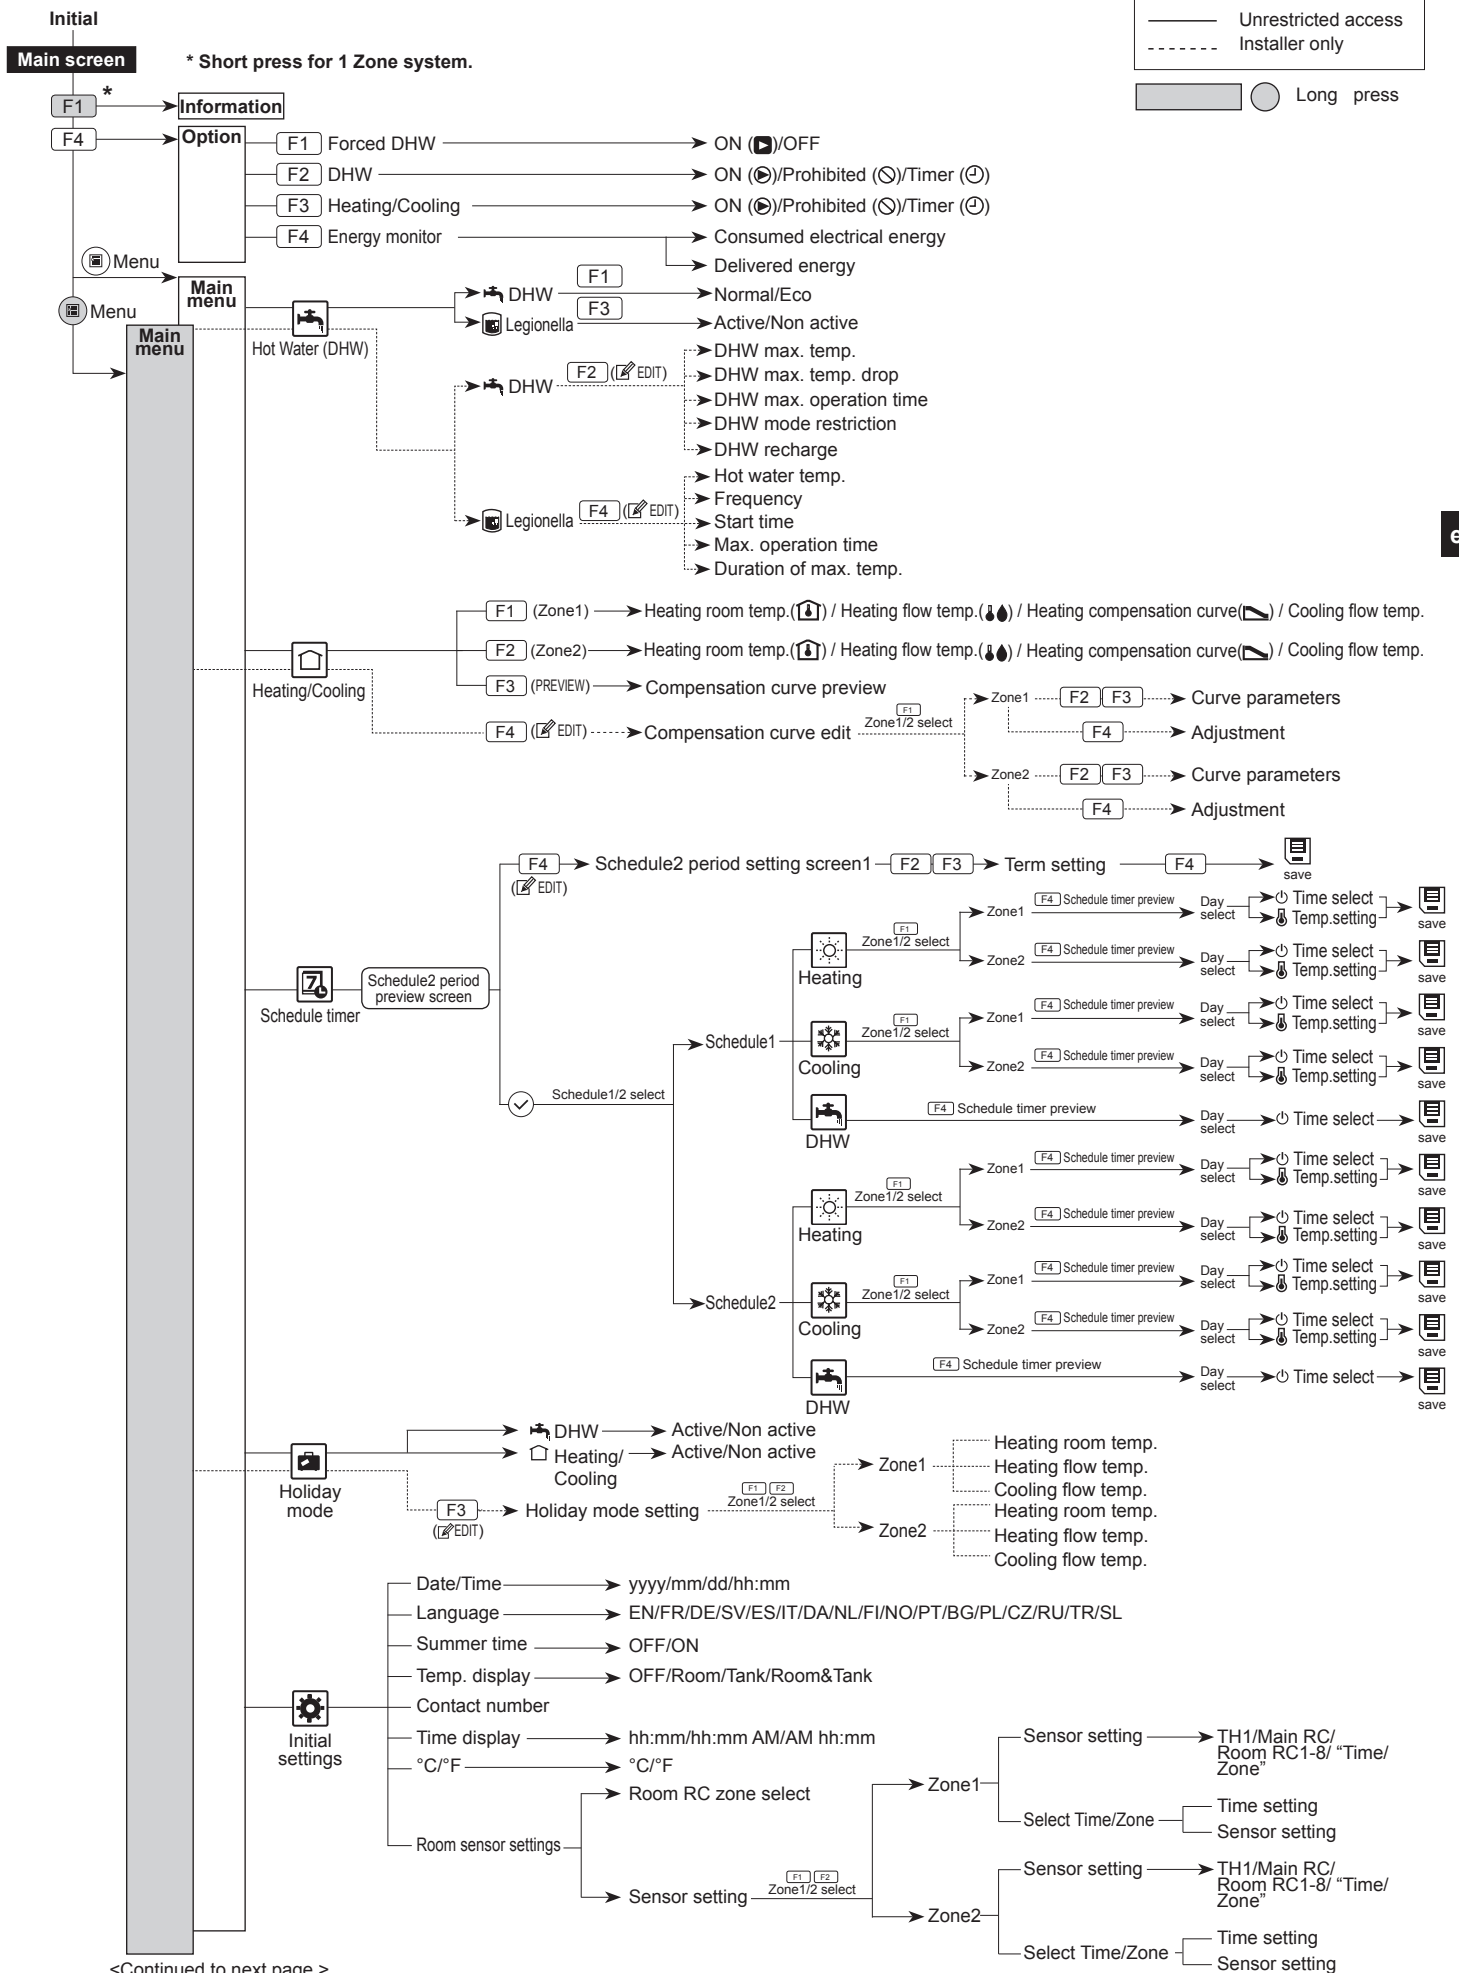 Initial
Main screen
* Short press for 1 Zone system.
Unrestricted access
Installer only
Long press
F1 * Information
F4 Option
F1 Forced DHW ON ( )/OFF
F2 DHW ON ( )/Prohibited ( )/Timer ( )
F3 Heating/Cooling ON ( )/Prohibited ( )/Timer ( )
F4 Energy monitor Consumed electrical energy
Delivered energy
Menu
Main
menu
Menu
Main
menu
Hot Water (DHW)
DHW F1 Normal/Eco
Legionella F3 Active/Non active
DHW F2 ( EDIT)
DHW max. temp.
DHW max. temp. drop
DHW max. operation time
DHW mode restriction
DHW recharge
Legionella F4 ( EDIT)
Hot water temp.
Frequency
Start time
Max. operation time
Duration of max. temp.
e
Heating/Cooling
F1 (Zone1) Heating room temp.( ) / Heating flow temp.( ) / Heating compensation curve( ) / Cooling flow temp.
F2 (Zone2) Heating room temp.( ) / Heating flow temp.( ) / Heating compensation curve( ) / Cooling flow temp.
F3 (PREVIEW) Compensation curve preview
F4 ( EDIT) Compensation curve edit
F1
Zone1/2 select
Zone1 F2 F3 Curve parameters
F4 Adjustment
Zone2 F2 F3 Curve parameters
F4 Adjustment
7
Schedule timer
Schedule2 period
preview screen
F4 Schedule2 period setting screen1 F2 F3 Term setting F4 save
( EDIT)
Schedule1/2 select
Schedule1
Heating
F1
Zone1/2 select
Zone1 F4 Schedule timer preview Day select Time select
Temp.setting save
Zone2 F4 Schedule timer preview Day select Time select
Temp.setting save
Cooling
F1
Zone1/2 select
Zone1 F4 Schedule timer preview Day select Time select
Temp.setting save
Zone2 F4 Schedule timer preview Day select Time select
Temp.setting save
DHW
F4 Schedule timer preview Day select Time select save
Schedule2
Heating
F1
Zone1/2 select
Zone1 F4 Schedule timer preview Day select Time select
Temp.setting save
Zone2 F4 Schedule timer preview Day select Time select
Temp.setting save
Cooling
F1
Zone1/2 select
Zone1 F4 Schedule timer preview Day select Time select
Temp.setting save
Zone2 F4 Schedule timer preview Day select Time select
Temp.setting save
DHW
F4 Schedule timer preview Day select Time select save
Holiday
mode
DHW Active/Non active
Heating/
Cooling Active/Non active
F3 Holiday mode setting
( EDIT)
F1 F2
Zone1/2 select
Zone1
Heating room temp.
Heating flow temp.
Cooling flow temp.
Zone2
Heating room temp.
Heating flow temp.
Cooling flow temp.
Initial
settings
Date/Time yyyy/mm/dd/hh:mm
Language EN/FR/DE/SV/ES/IT/DA/NL/FI/NO/PT/BG/PL/CZ/RU/TR/SL
Summer time OFF/ON
Temp. display OFF/Room/Tank/Room&Tank
Contact number
Time display hh:mm/hh:mm AM/AM hh:mm
°C/°F °C/°F
Room sensor settings
Room RC zone select
Sensor setting
F1 F2
Zone1/2 select
Zone1
Sensor setting TH1/Main RC/
Room RC1-8/ “Time/
Zone”
Select Time/Zone Time setting
Sensor setting
Zone2
Sensor setting TH1/Main RC/
Room RC1-8/ “Time/
Zone”
Select Time/Zone Time setting
Sensor setting
<Continued to next page.>